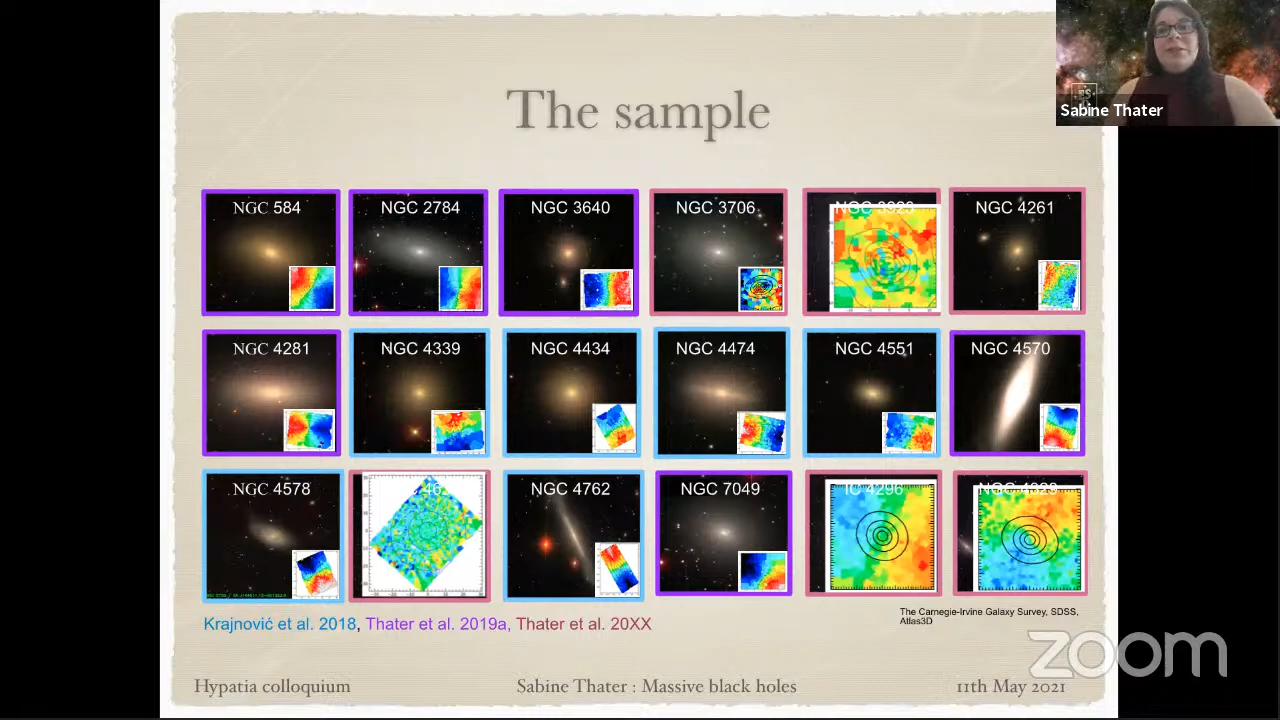 Sabine Thater
The sample
NGC 584
NGC 2784
NGC 3640
NGC 3706
NGC 3923
NGC 4261
NGC 4281
NGC 4339
NGC 4434
NGC 4474
NGC 4551
NGC 4570
NGC 4578
NGC 4762
NGC 7049
IC 4296
Krajnović et al. 2018, Thater et al. 2019a, Thater et al. 20XX
The Carnegie-Irvine Galaxy Survey, SDSS,
Atlas3D
zoom
Hypatia colloquium
Sabine Thater : Massive black holes
11th May 2021